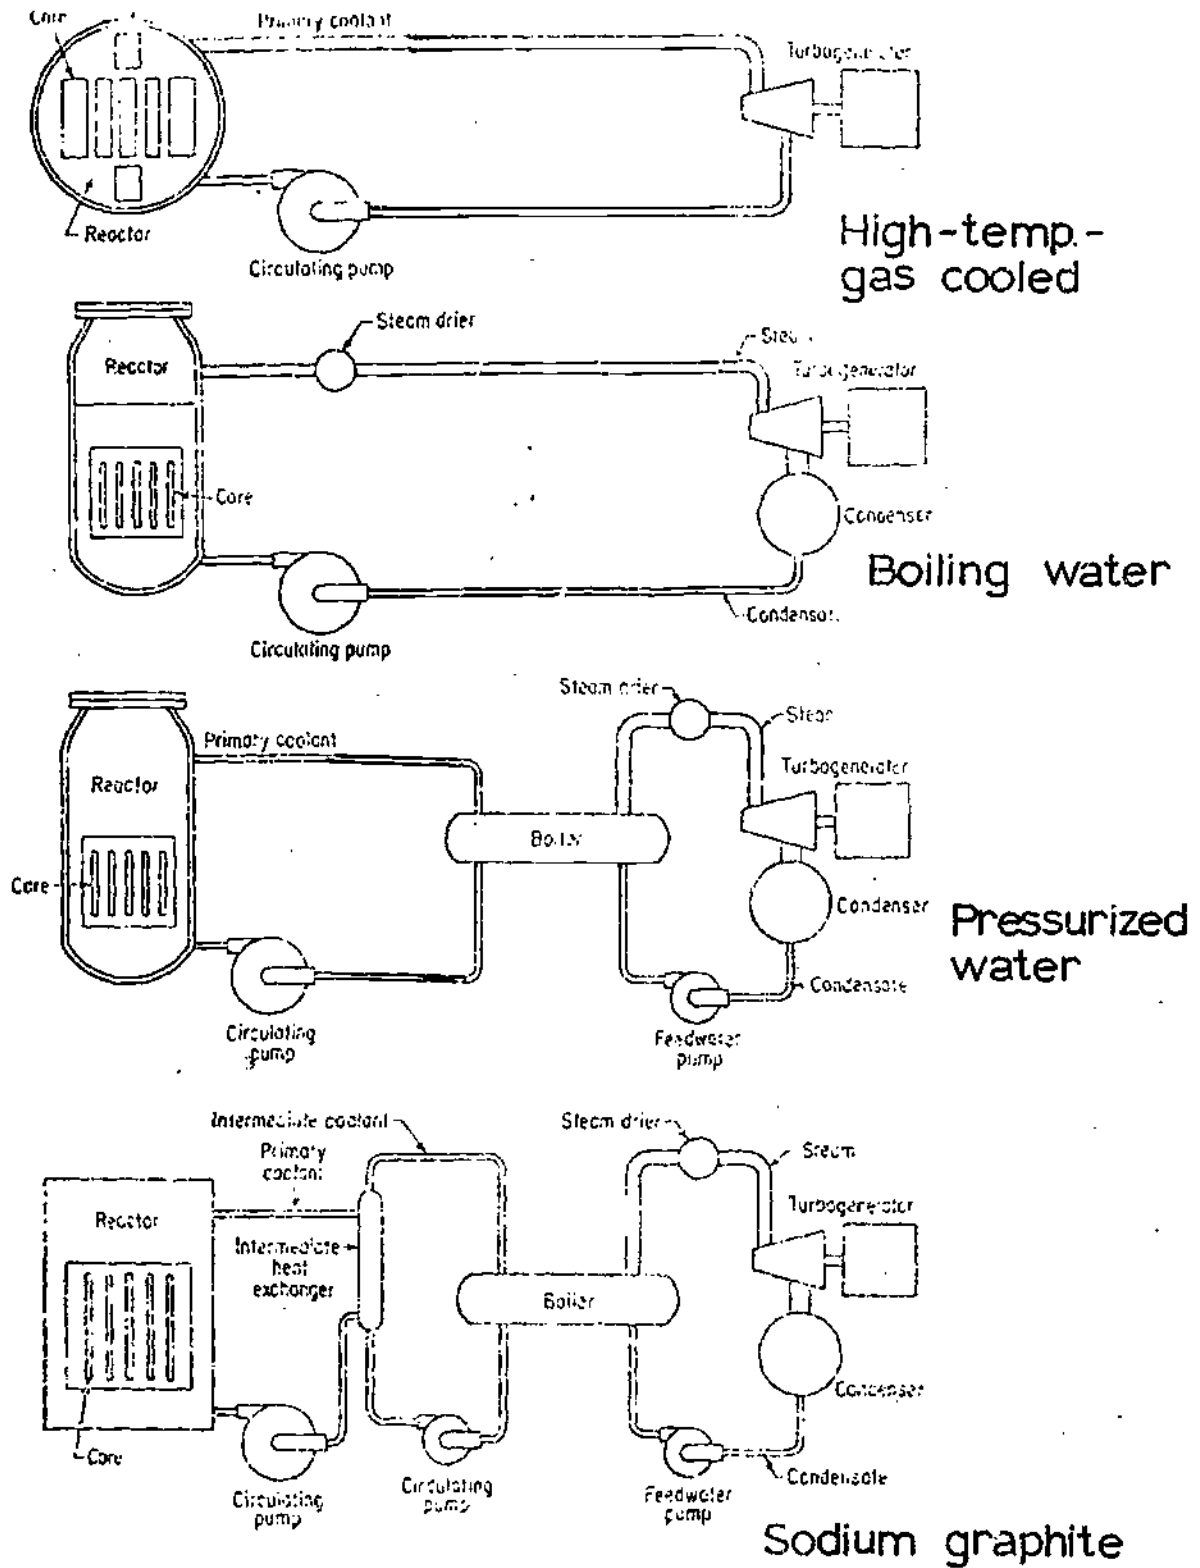 Core
Primary coolant
Turbogenerator
Reactor
Circulating pump
High-temp.-
gas cooled
Steam drier
Reactor
Turbogenerator
Core
Condenser
Boiling water
Circulating pump
Steam drier
Primary coolant
Reactor
Turbogenerator
Boiler
Core
Condenser
Pressurized
water
Condensate
Circulating
pump
Feedwater
pump
Intermediate coolant
Steam drier
Primary
coolant
Steam
Reactor
Turbogenerator
Intermediate
heat
exchanger
Boiler
Condenser
Core
Condensate
Circulating
pump
Circulating
pump
Feedwater
pump
Sodium graphite